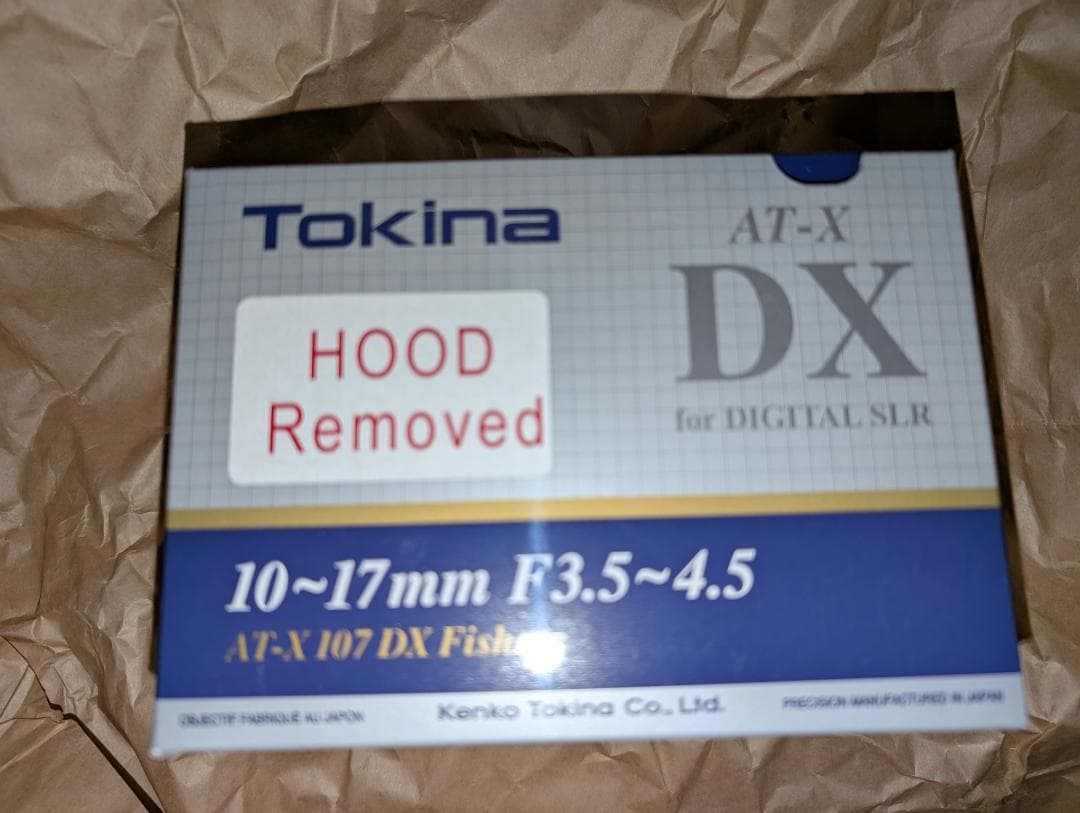 Tokina
AT-X
DX
for DIGITAL SLR
HOOD
Removed
10~17mm F3.5~4.5
AT-X 107 DX
OBJECTIF FABRIQUÉ AU JAPON
Kenko Tokina Co., Ltd.
PRECISION MANUFACTURED IN JAPAN